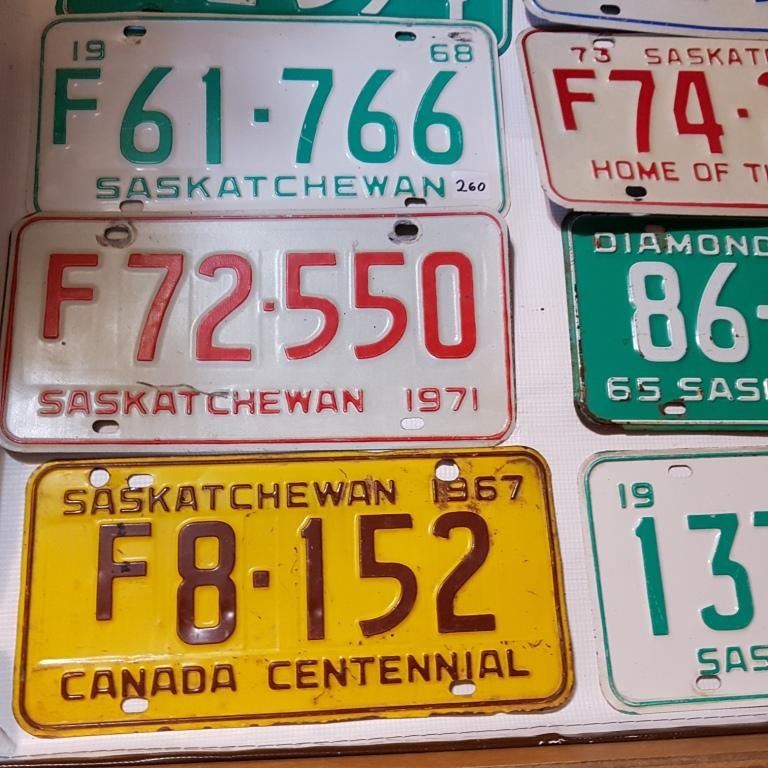 19 68
F61·766
SASKATCHEWAN 260
F72·550
SASKATCHEWAN 1971
SASKATCHEWAN 1967
F8·152
CANADA CENTENNIAL
73 SASKAT
F74·
HOME OF T
DIAMOND
86-
65 SAS
19
13
SAS